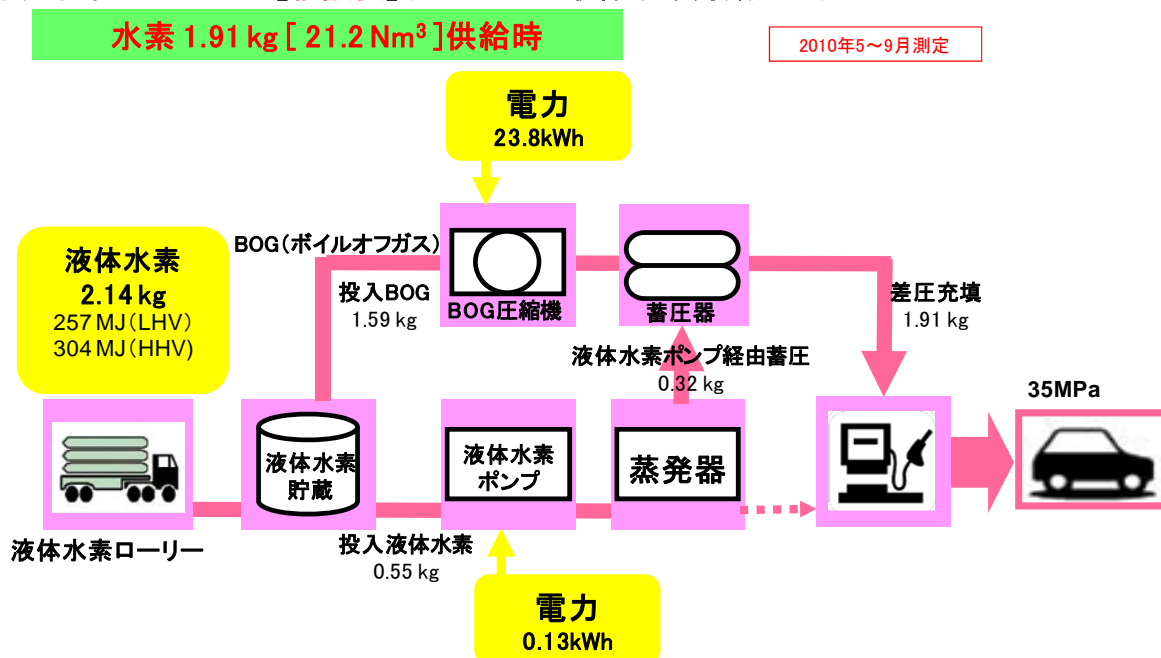 水素 1.91 kg [ 21.2 Nm³ ]供給時
2010年5～9月測定
電力
23.8kWh
液体水素
2.14 kg
257 MJ（LHV）
304 MJ（HHV)
BOG（ボイルオフガス）
投入BOG
1.59 kg
BOG圧縮機
蓄圧器
差圧充填
1.91 kg
液体水素ポンプ経由蓄圧
0.32 kg
35MPa
液体水素
貯蔵
液体水素
ポンプ
蒸発器
液体水素ローリー
投入液体水素
0.55 kg
電力
0.13kWh